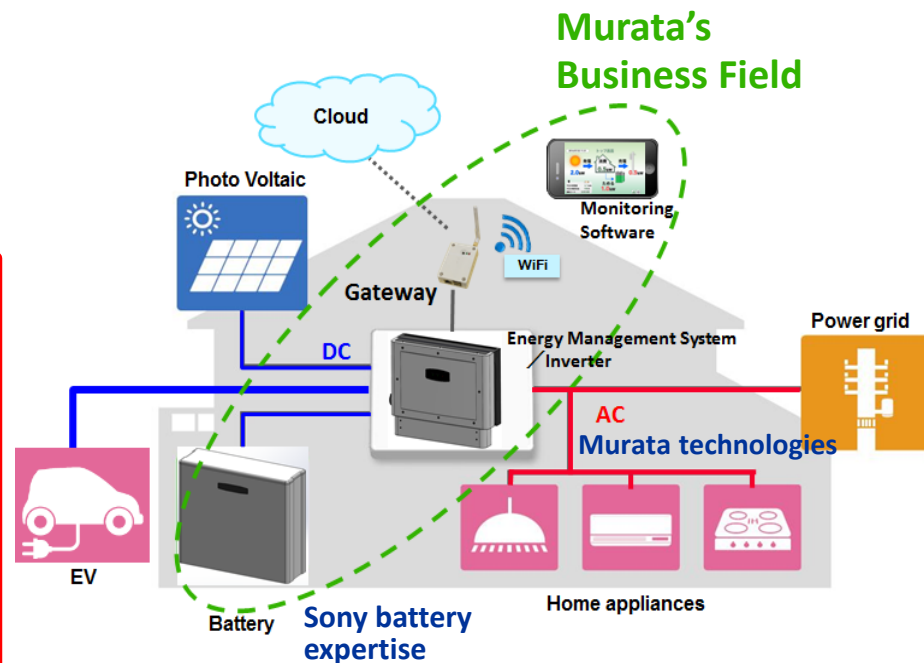 Murata's
Business Field
Cloud
Photo Voltaic
Monitoring
Software
WiFi
Gateway
Power grid
Energy Management System
/Inverter
DC
AC
Murata technologies
EV
Battery
Sony battery
expertise
Home appliances
IH